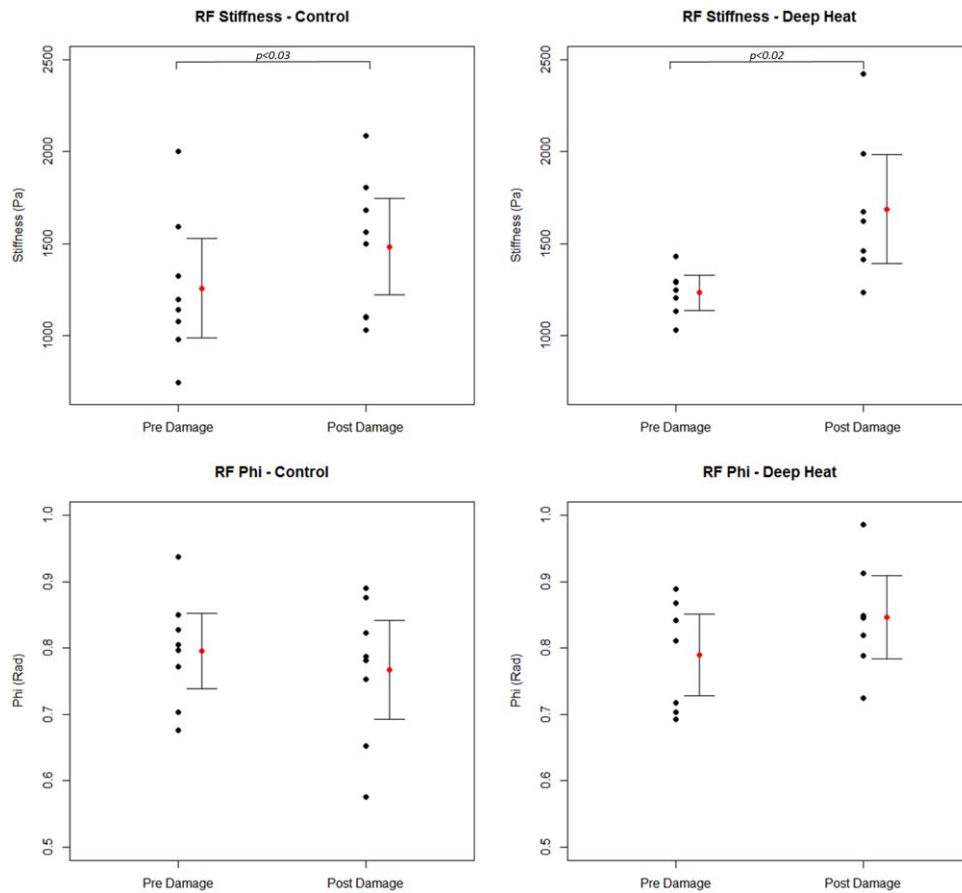 RF Stiffness - Control
p<0.03
2500
2000
1500
1000
Stiffness (Pa)
Pre Damage
Post Damage
RF Stiffness - Deep Heat
p<0.02
2500
2000
1500
1000
Stiffness (Pa)
Pre Damage
Post Damage
RF Phi - Control
1.0
0.9
0.8
0.7
0.6
0.5
Phi (Rad)
Pre Damage
Post Damage
RF Phi - Deep Heat
1.0
0.9
0.8
0.7
0.6
0.5
Phi (Rad)
Pre Damage
Post Damage